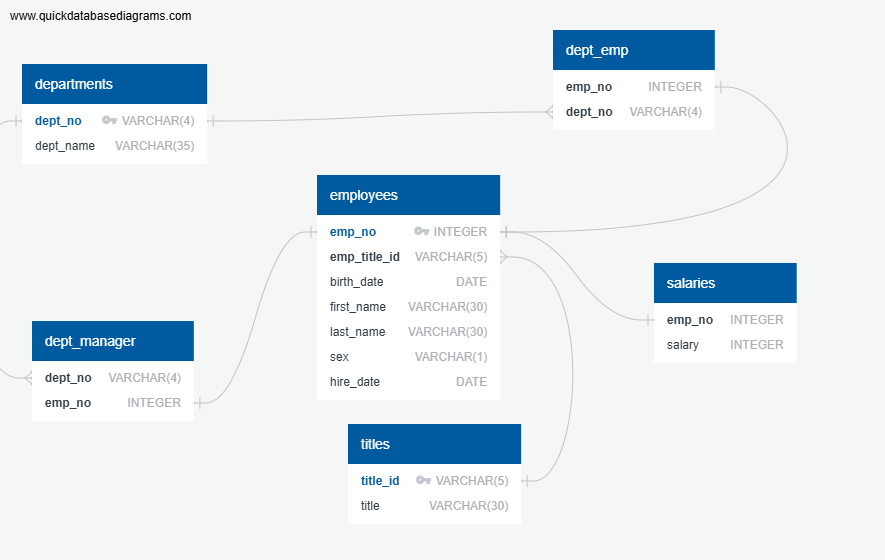 www.quickdatabasediagrams.com
departments
dept_no VARCHAR(4)
dept_name VARCHAR(35)
dept_emp
emp_no INTEGER
dept_no VARCHAR(4)
employees
emp_no INTEGER
emp_title_id VARCHAR(5)
birth_date DATE
first_name VARCHAR(30)
last_name VARCHAR(30)
sex VARCHAR(1)
hire_date DATE
salaries
emp_no INTEGER
salary INTEGER
dept_manager
dept_no VARCHAR(4)
emp_no INTEGER
titles
title_id VARCHAR(5)
title VARCHAR(30)